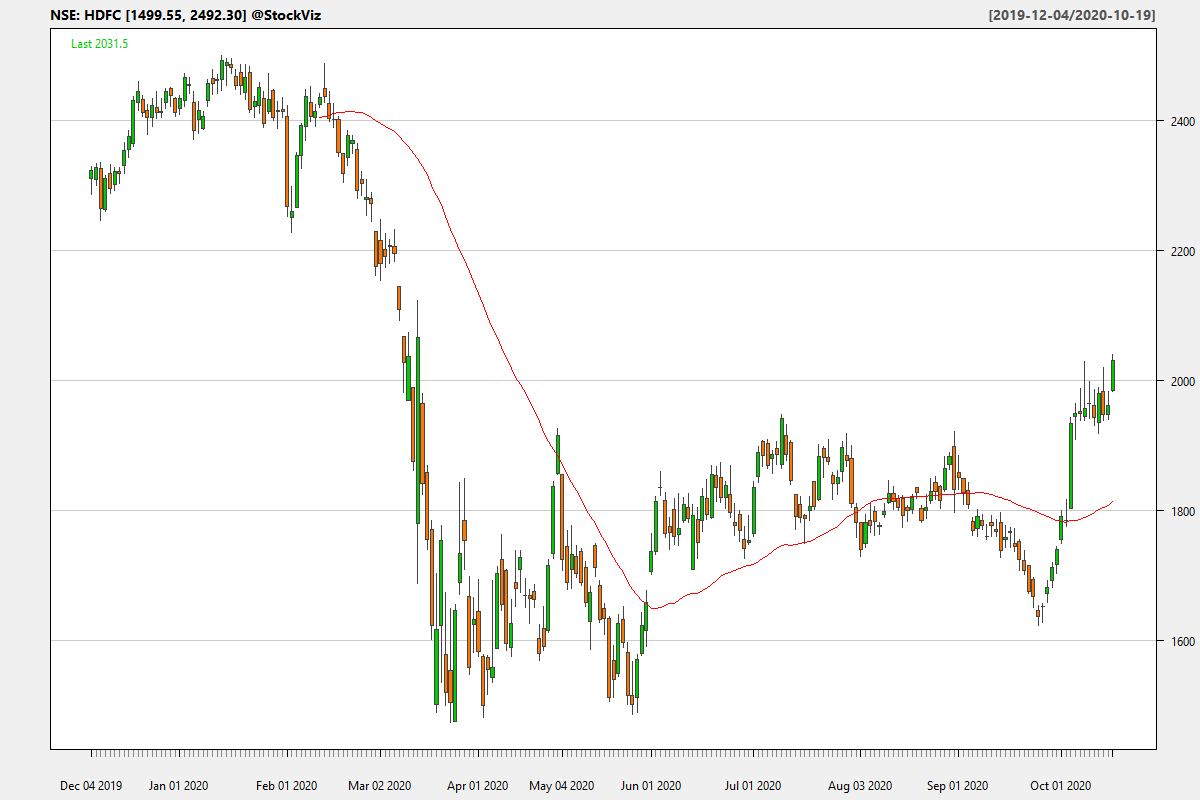 NSE: HDFC [1499.55, 2492.30] @StockViz
[2019-12-04/2020-10-19]
Last 2031.5
2400
2200
2000
1800
1600
Dec 04 2019
Jan 01 2020
Feb 01 2020
Mar 02 2020
Apr 01 2020
May 04 2020
Jun 01 2020
Jul 01 2020
Aug 03 2020
Sep 01 2020
Oct 01 2020